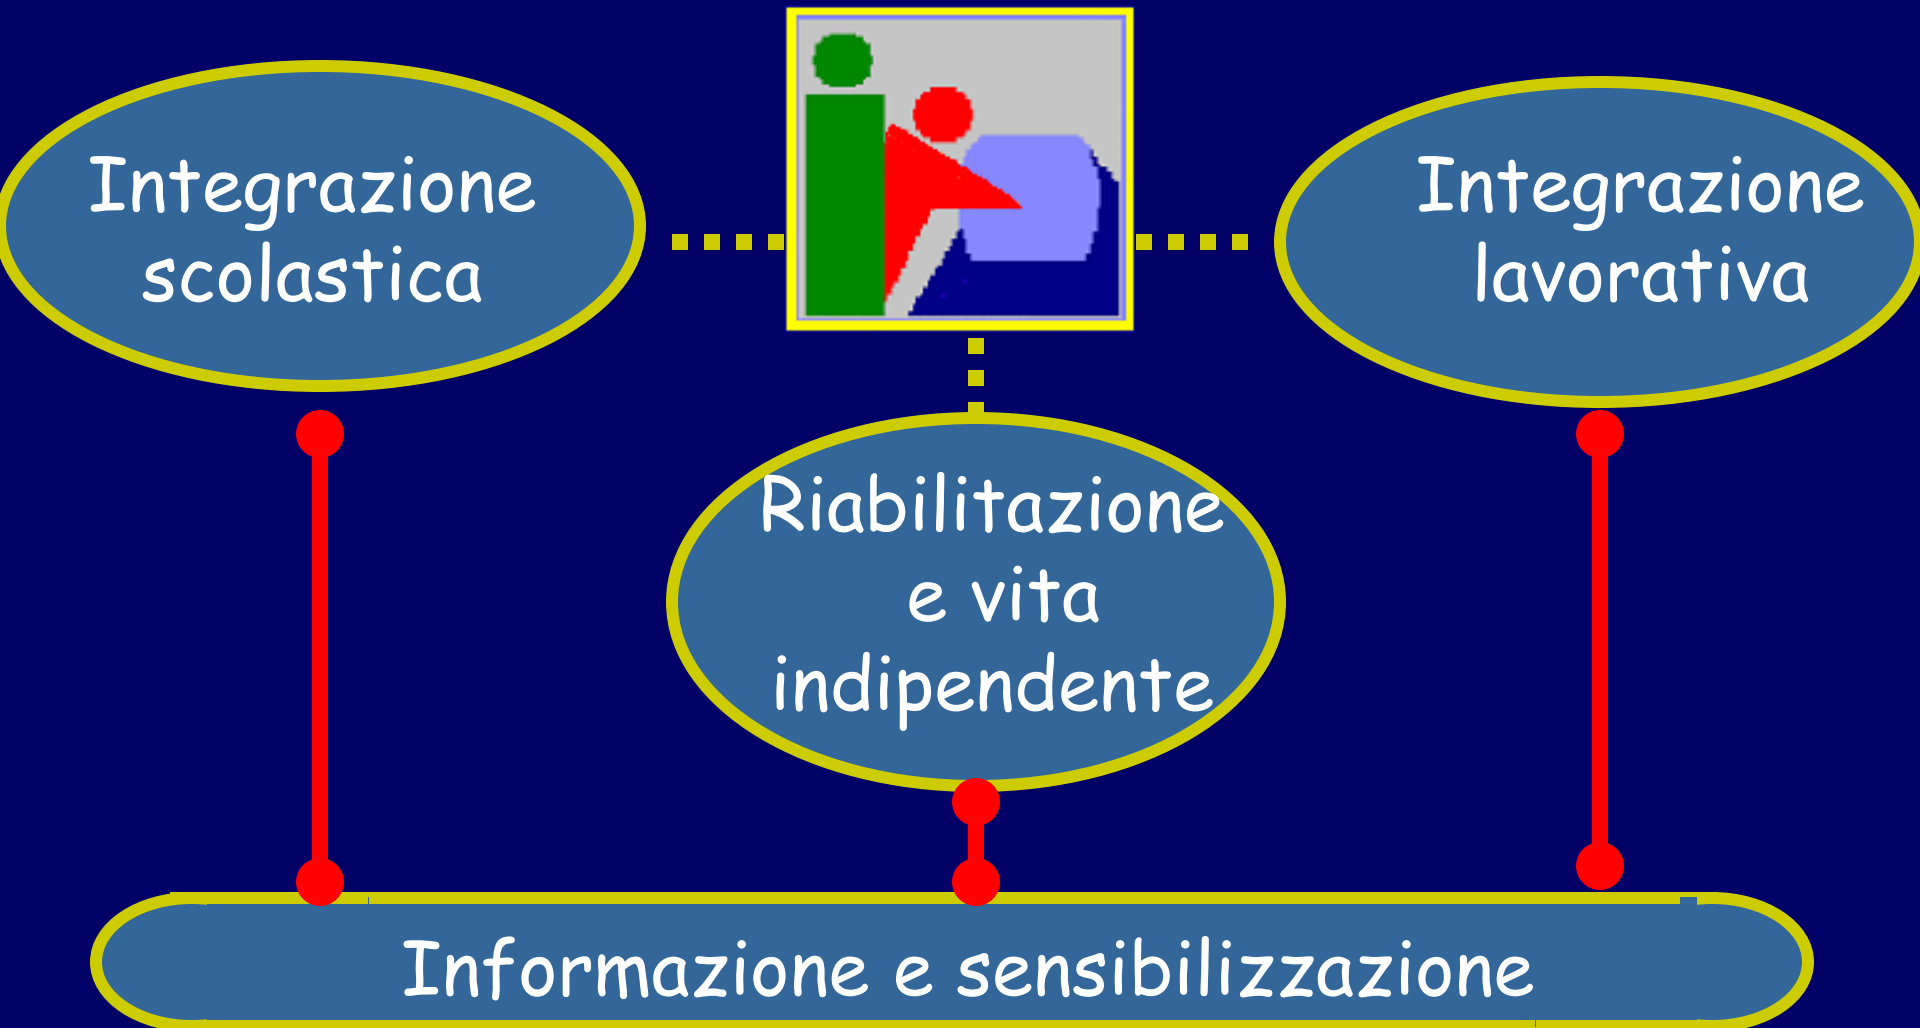 Integrazione
scolastica
Integrazione
lavorativa
Riabilitazione
e vita
indipendente
Informazione e sensibilizzazione